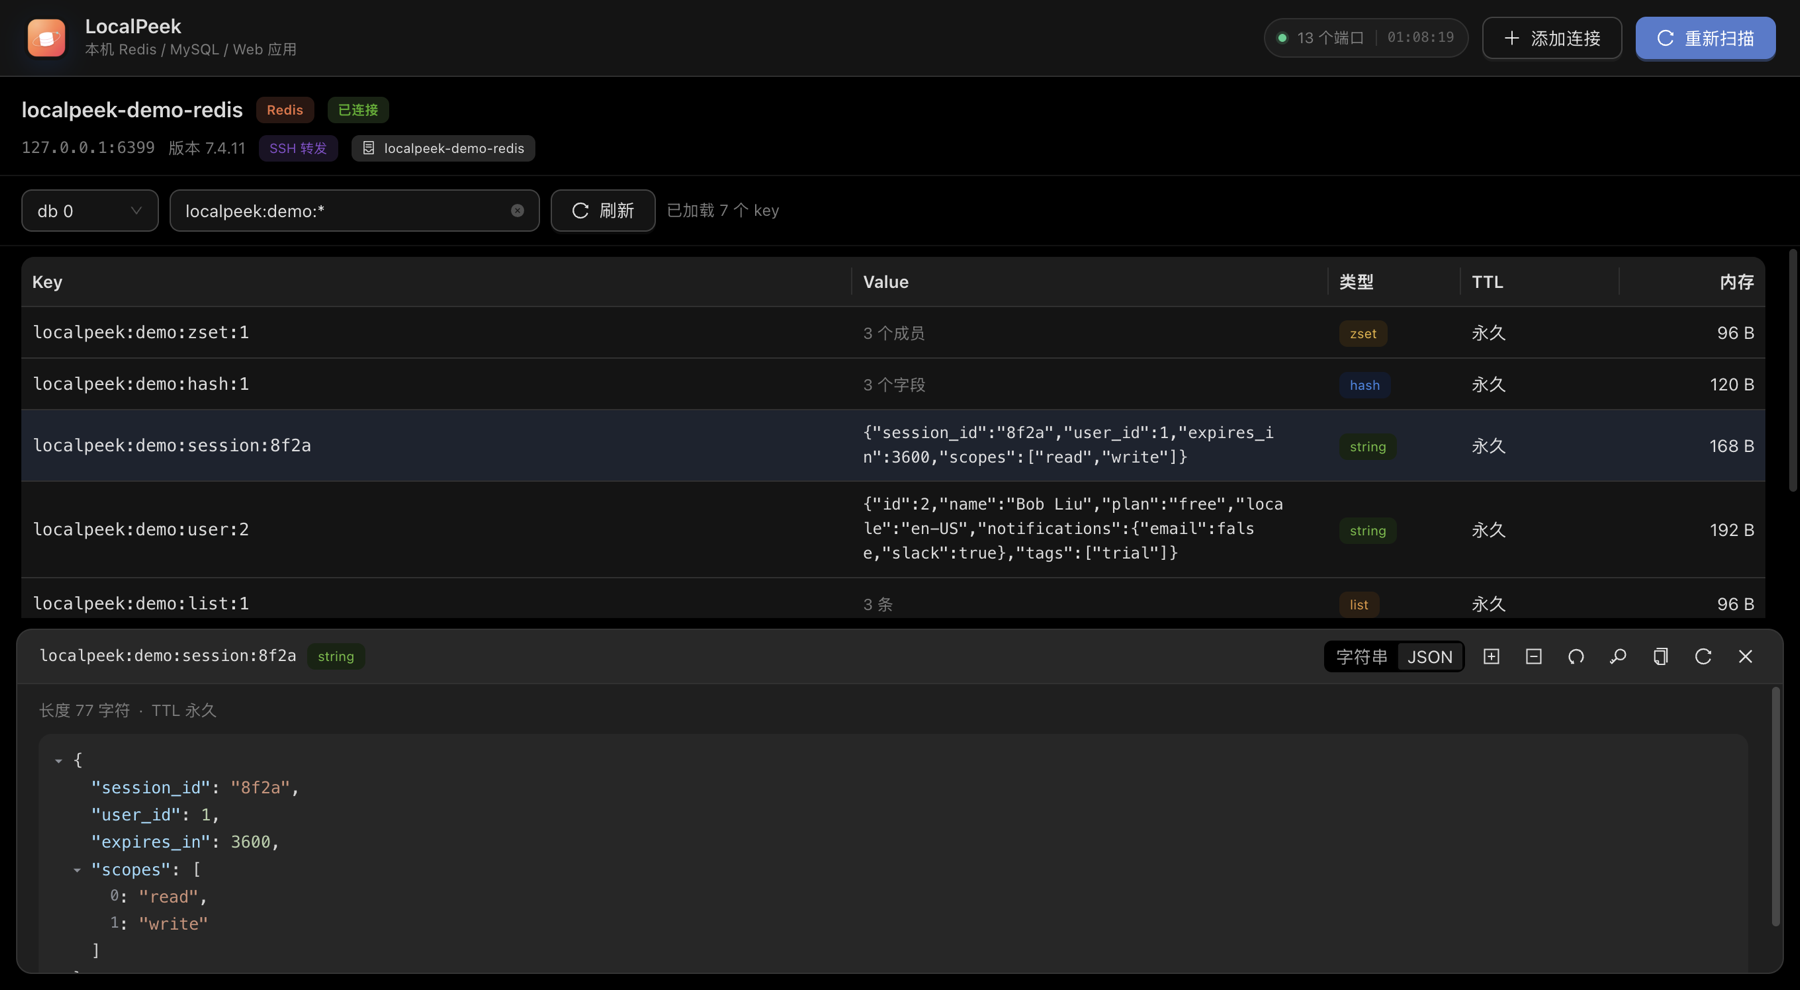 LocalPeek
本机 Redis / MySQL / Web 应用
13 个端口 01:08:19
添加连接
重新扫描
localpeek-demo-redis Redis 已连接
127.0.0.1:6399 版本 7.4.11 SSH 转发 localpeek-demo-redis
db 0 localpeek:demo:* 刷新 已加载 7 个 key
Key Value 类型 TTL 内存
localpeek:demo:zset:1 3 个成员 zset 永久 96 B
localpeek:demo:hash:1 3 个字段 hash 永久 120 B
localpeek:demo:session:8f2a
{"session_id":"8f2a","user_id":1,"expires_i
n":3600,"scopes":["read","write"]}
string 永久 168 B
localpeek:demo:user:2
{"id":2,"name":"Bob Liu","plan":"free","loca
le":"en-US","notifications":{"email":fals
e,"slack":true},"tags":["trial"]}
string 永久 192 B
localpeek:demo:list:1 3 条 list 永久 96 B
localpeek:demo:session:8f2a string 字符串 JSON
长度 77 字符 · TTL 永久
{
"session_id": "8f2a",
"user_id": 1,
"expires_in": 3600,
"scopes": [
0: "read",
1: "write"
]